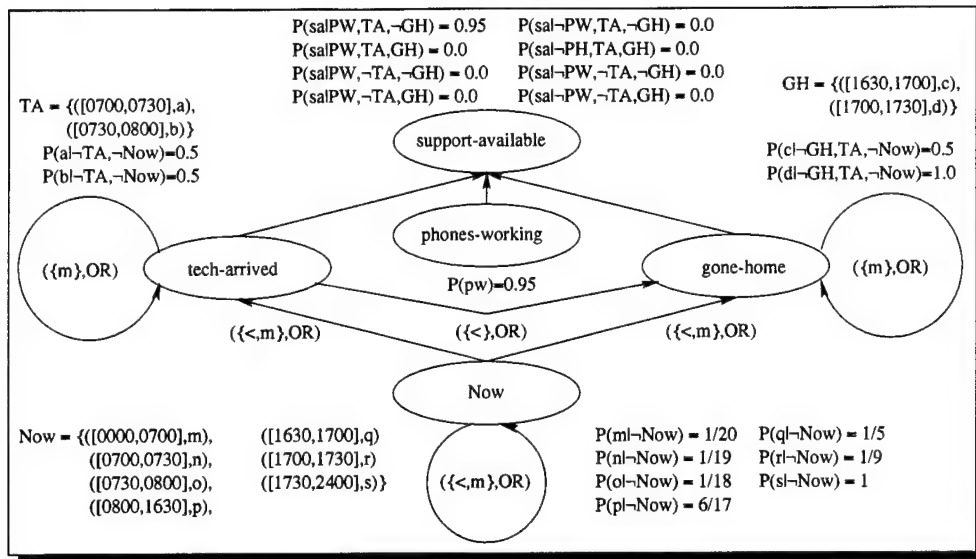 P(sa|PW,TA,¬GH) = 0.95 P(sa|¬PW,TA,¬GH) = 0.0
P(sa|PW,TA,GH) = 0.0 P(sa|¬PH,TA,GH) = 0.0
P(sa|PW,¬TA,¬GH) = 0.0 P(sa|¬PW,¬TA,¬GH) = 0.0
P(sa|PW,¬TA,GH) = 0.0 P(sa|¬PW,¬TA,GH) = 0.0
TA = {([0700,0730],a),
([0730,0800],b)}
P(a|¬TA,¬Now)=0.5
P(b|¬TA,¬Now)=0.5
GH = {([1630,1700],c),
([1700,1730],d)}
P(c|¬GH,TA,¬Now)=0.5
P(d|¬GH,TA,¬Now)=1.0
support-available
phones-working
P(pw)=0.95
({m},OR)
tech-arrived
gone-home
({m},OR)
({<,m},OR)
({<},OR)
({<,m},OR)
Now
({<,m},OR)
Now = {([0000,0700],m),
([0700,0730],n),
([0730,0800],o),
([0800,1630],p),
([1630,1700],q)
([1700,1730],r)
([1730,2400],s)}
P(m|¬Now) = 1/20
P(n|¬Now) = 1/19
P(o|¬Now) = 1/18
P(p|¬Now) = 6/17
P(q|¬Now) = 1/5
P(r|¬Now) = 1/9
P(s|¬Now) = 1